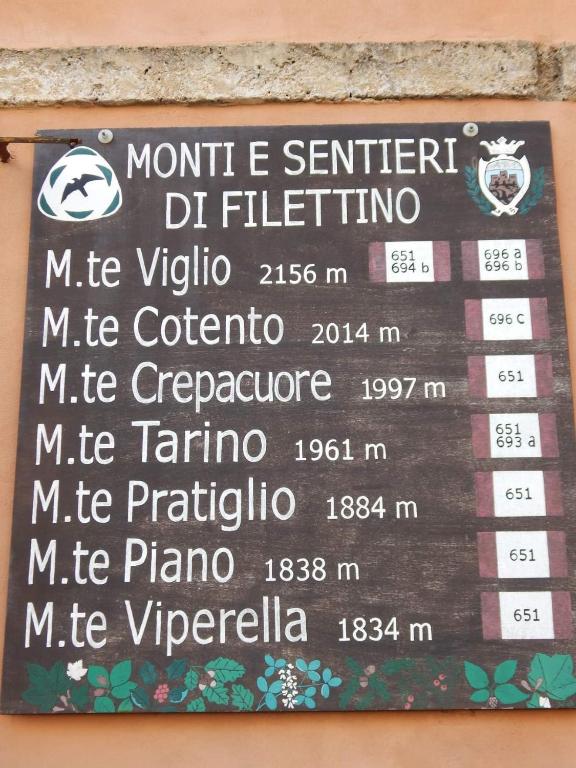 MONTI E SENTIERI
DI FILETTINO
M.te Viglio 2156 m 651 696 a
694 b 696 b
M.te Cotento 2014 m 696 c
M.te Crepacuore 1997 m 651
M.te Tarino 1961 m 651
693 a
M.te Pratiglio 1884 m 651
M.te Piano 1838 m 651
M.te Viperella 1834 m 651